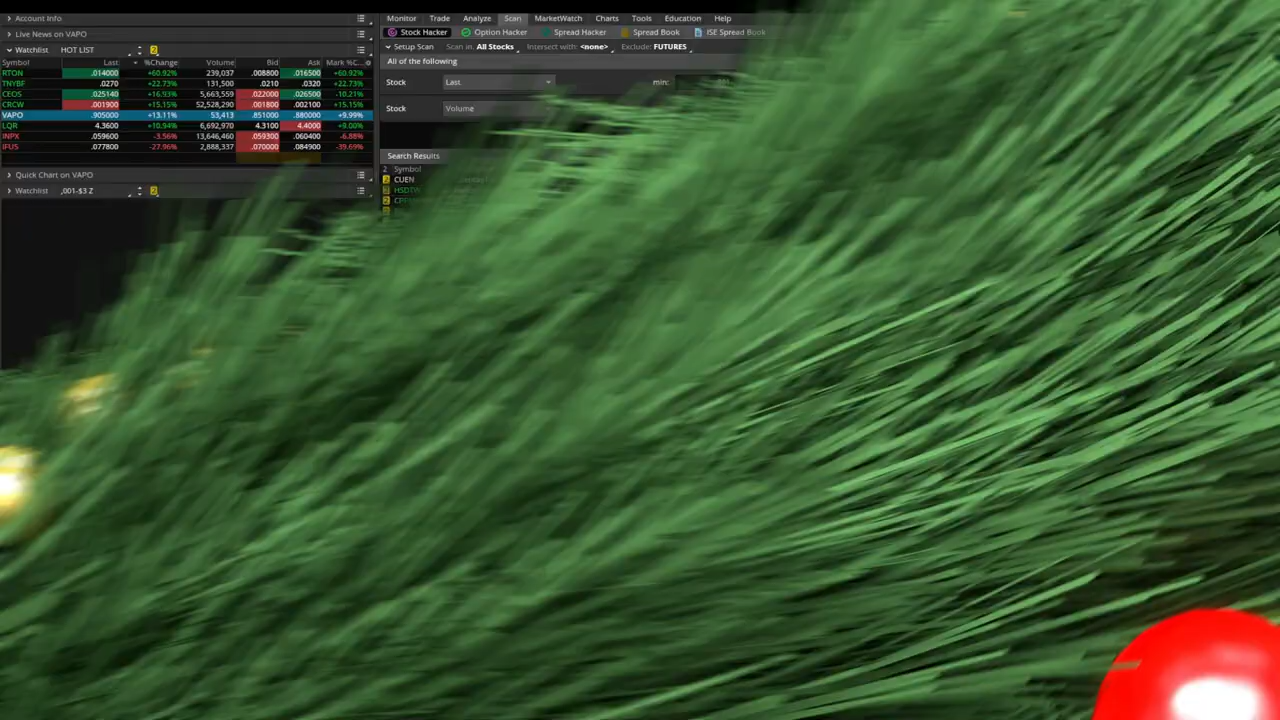 Account Info
Live News on VAPO
Watchlist HOT LIST 2
Symbol Last %Change Volume Bid Ask Mark %C...
RTON .014000 +60.92% 239,037 .008800 .016500 +60.92%
TNYBF .0270 +22.73% 131,500 .0210 .0320 +22.73%
CEOS .025140 +16.93% 5,663,559 .022000 .026500 -10.21%
CRCW .001900 +15.15% 52,528,290 .001800 .002100 +15.15%
VAPO .905000 +13.11% 53,413 .851000 .880000 +9.99%
LQR 4.3600 +10.94% 6,692,970 4.3100 4.4000 +9.00%
INPX .059600 -3.56% 13,646,460 .059300 .060400 -6.88%
IFUS .077800 -27.96% 2,888,337 .070000 .084900 -39.69%
Quick Chart on VAPO
Watchlist ,001-$3 Z 2
Monitor Trade Analyze Scan MarketWatch Charts Tools Education Help
Stock Hacker Option Hacker Spread Hacker Spread Book ISE Spread Book
Setup Scan Scan in: All Stocks Intersect with: <none> Exclude: FUTURES
All of the following
Stock Last min:
Stock Volume
Search Results
2 Symbol
2 CUEN